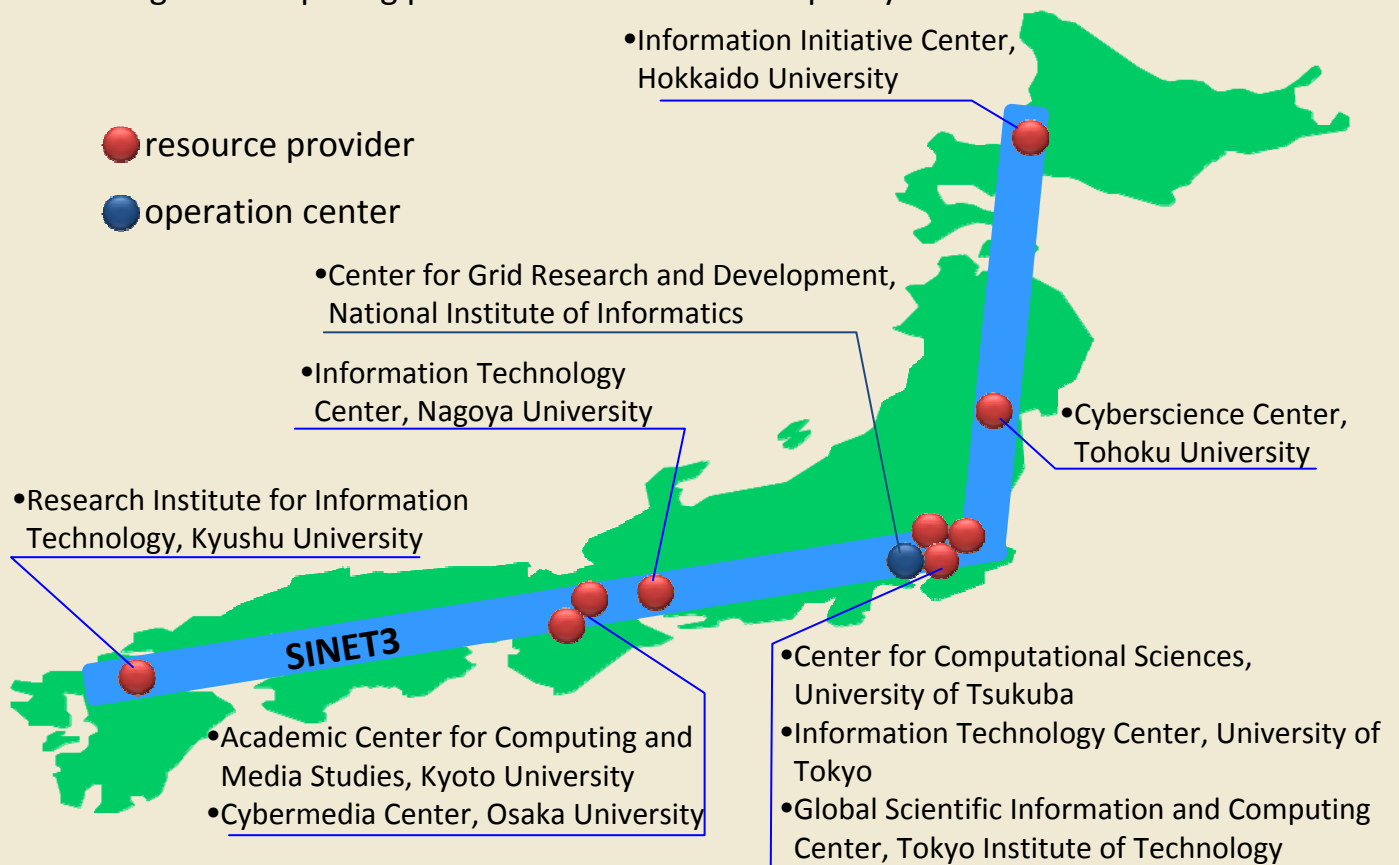 •Information Initiative Center,
Hokkaido University
resource provider
operation center
•Center for Grid Research and Development,
National Institute of Informatics
•Information Technology
Center, Nagoya University
•Cyberscience Center,
Tohoku University
•Research Institute for Information
Technology, Kyushu University
SINET3
•Academic Center for Computing and
Media Studies, Kyoto University
•Cybermedia Center, Osaka University
•Center for Computational Sciences,
University of Tsukuba
•Information Technology Center, University of
Tokyo
•Global Scientific Information and Computing
Center, Tokyo Institute of Technology